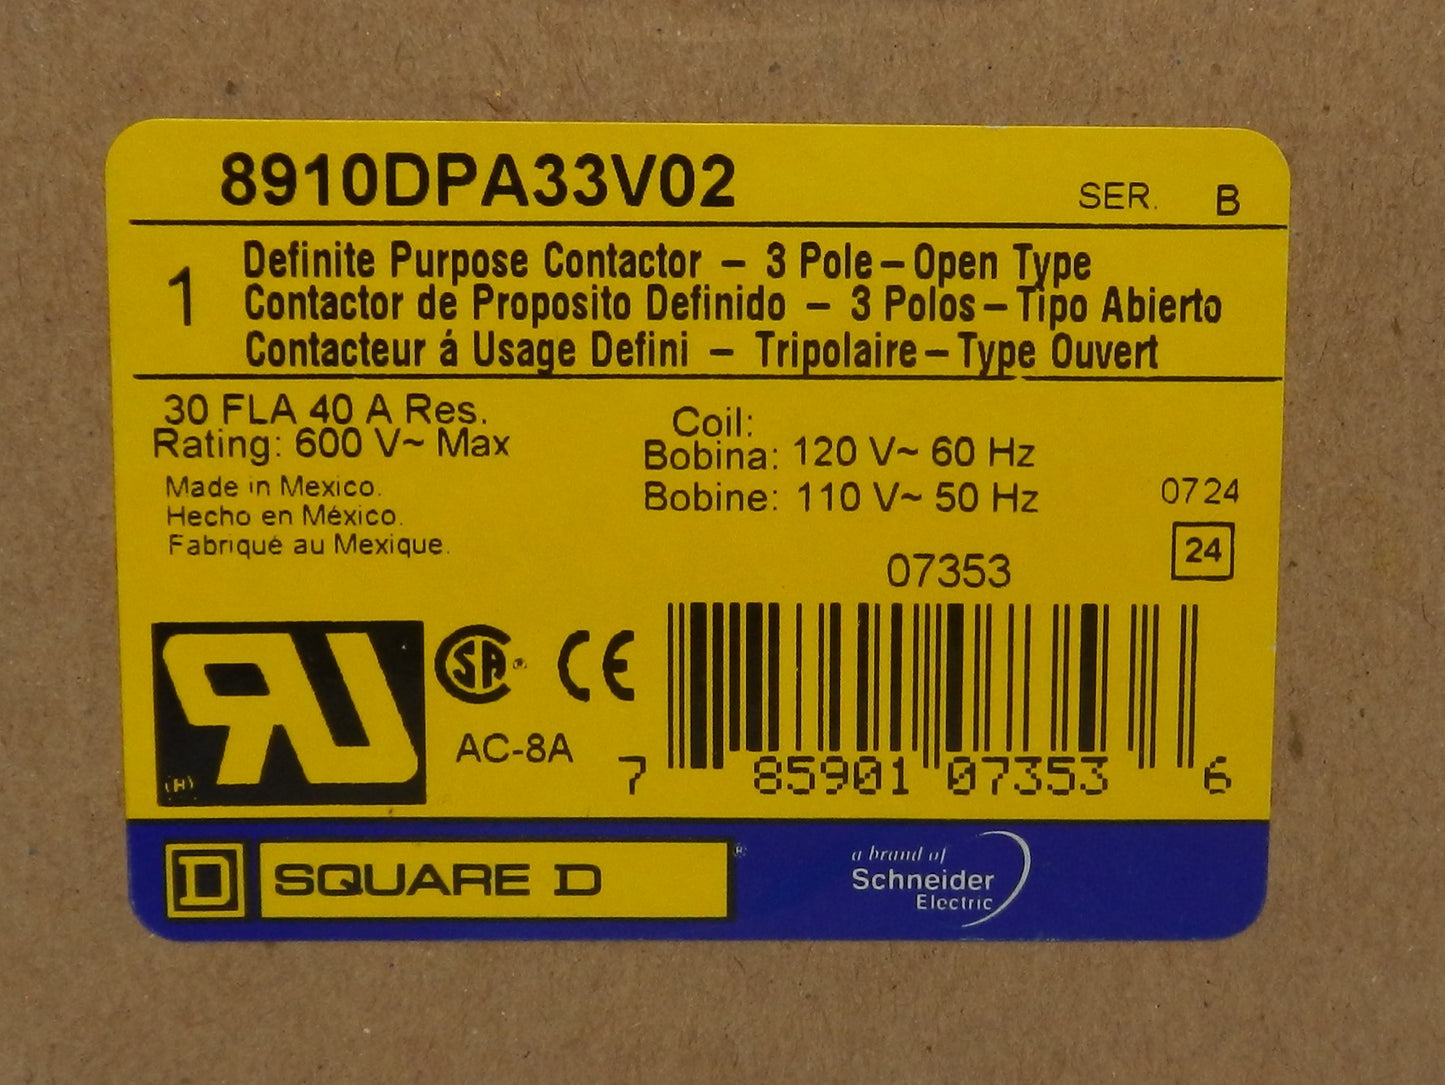 8910DPA33V02
SER. B
1
Definite Purpose Contactor – 3 Pole – Open Type
Contactor de Proposito Definido – 3 Polos – Tipo Abierto
Contacteur á Usage Defini – Tripolaire – Type Ouvert
30 FLA 40 A Res.
Rating: 600 V~ Max
Made in Mexico.
Hecho en México.
Fabriqué au Mexique.
Coil:
Bobina: 120 V~ 60 Hz
Bobine: 110 V~ 50 Hz
0724
24
07353
RU
(R)
SA ®
CE
AC-8A
7 85901 07353 6
D SQUARE D ®
a brand of
Schneider
Electric